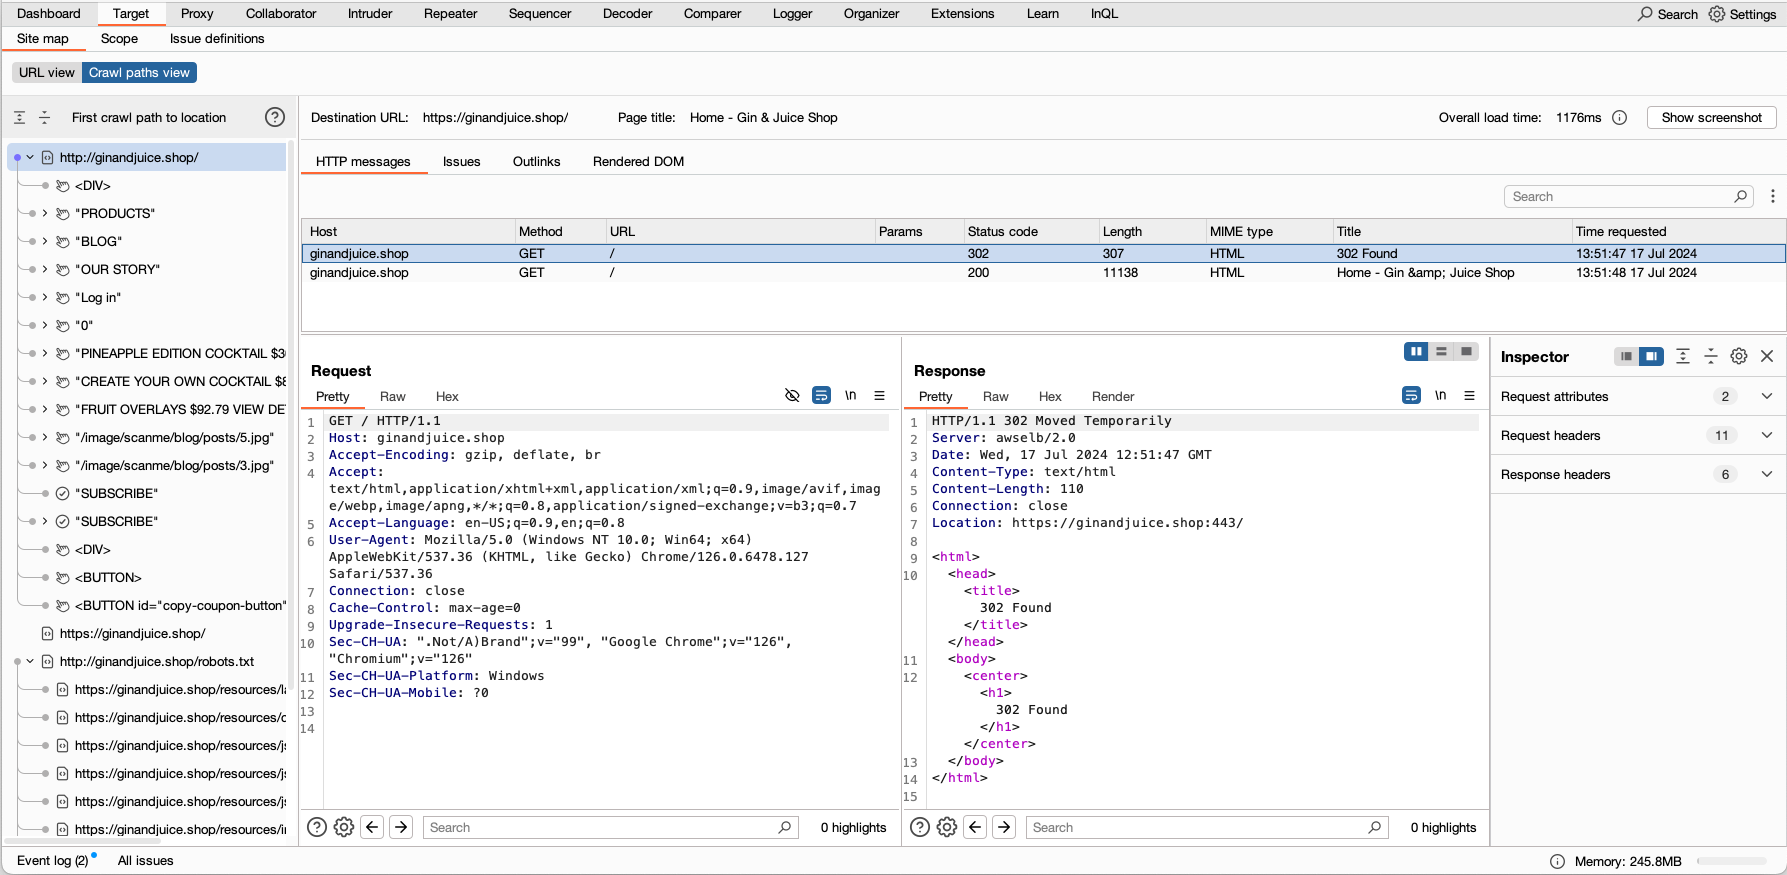 Dashboard Target Proxy Collaborator Intruder Repeater Sequencer Decoder Comparer Logger Organizer Extensions Learn InQL Search Settings
Site map Scope Issue definitions
URL view Crawl paths view
First crawl path to location ?
http://ginandjuice.shop/
<DIV>
"PRODUCTS"
"BLOG"
"OUR STORY"
"Log in"
"0"
"PINEAPPLE EDITION COCKTAIL $3
"CREATE YOUR OWN COCKTAIL $
"FRUIT OVERLAYS $92.79 VIEW DE
"/image/scanme/blog/posts/5.jpg"
"/image/scanme/blog/posts/3.jpg"
"SUBSCRIBE"
"SUBSCRIBE"
<DIV>
<BUTTON>
<BUTTON id="copy-coupon-button"
https://ginandjuice.shop/
http://ginandjuice.shop/robots.txt
https://ginandjuice.shop/resources/l
https://ginandjuice.shop/resources/
https://ginandjuice.shop/resources/j
https://ginandjuice.shop/resources/j
https://ginandjuice.shop/resources/j
https://ginandjuice.shop/resources/i
Destination URL: https://ginandjuice.shop/ Page title: Home - Gin & Juice Shop Overall load time: 1176ms Show screenshot
HTTP messages Issues Outlinks Rendered DOM
Search
Host Method URL Params Status code Length MIME type Title Time requested
ginandjuice.shop GET / 302 307 HTML 302 Found 13:51:47 17 Jul 2024
ginandjuice.shop GET / 200 11138 HTML Home - Gin &amp; Juice Shop 13:51:48 17 Jul 2024
Request
Pretty Raw Hex \n
1 GET / HTTP/1.1
2 Host: ginandjuice.shop
3 Accept-Encoding: gzip, deflate, br
4 Accept:
text/html,application/xhtml+xml,application/xml;q=0.9,image/avif,imag
e/webp,image/apng,*/*;q=0.8,application/signed-exchange;v=b3;q=0.7
5 Accept-Language: en-US;q=0.9,en;q=0.8
6 User-Agent: Mozilla/5.0 (Windows NT 10.0; Win64; x64)
AppleWebKit/537.36 (KHTML, like Gecko) Chrome/126.0.6478.127
Safari/537.36
7 Connection: close
8 Cache-Control: max-age=0
9 Upgrade-Insecure-Requests: 1
10 Sec-CH-UA: ".Not/A)Brand";v="99", "Google Chrome";v="126",
"Chromium";v="126"
11 Sec-CH-UA-Platform: Windows
12 Sec-CH-UA-Mobile: ?0
13
14
? Search 0 highlights
Response
Pretty Raw Hex Render \n
1 HTTP/1.1 302 Moved Temporarily
2 Server: awselb/2.0
3 Date: Wed, 17 Jul 2024 12:51:47 GMT
4 Content-Type: text/html
5 Content-Length: 110
6 Connection: close
7 Location: https://ginandjuice.shop:443/
8
9 <html>
10 <head>
<title>
302 Found
</title>
</head>
11 <body>
12 <center>
<h1>
302 Found
</h1>
</center>
13 </body>
14 </html>
15
? Search 0 highlights
Inspector
Request attributes 2
Request headers 11
Response headers 6
Event log (2) All issues Memory: 245.8MB